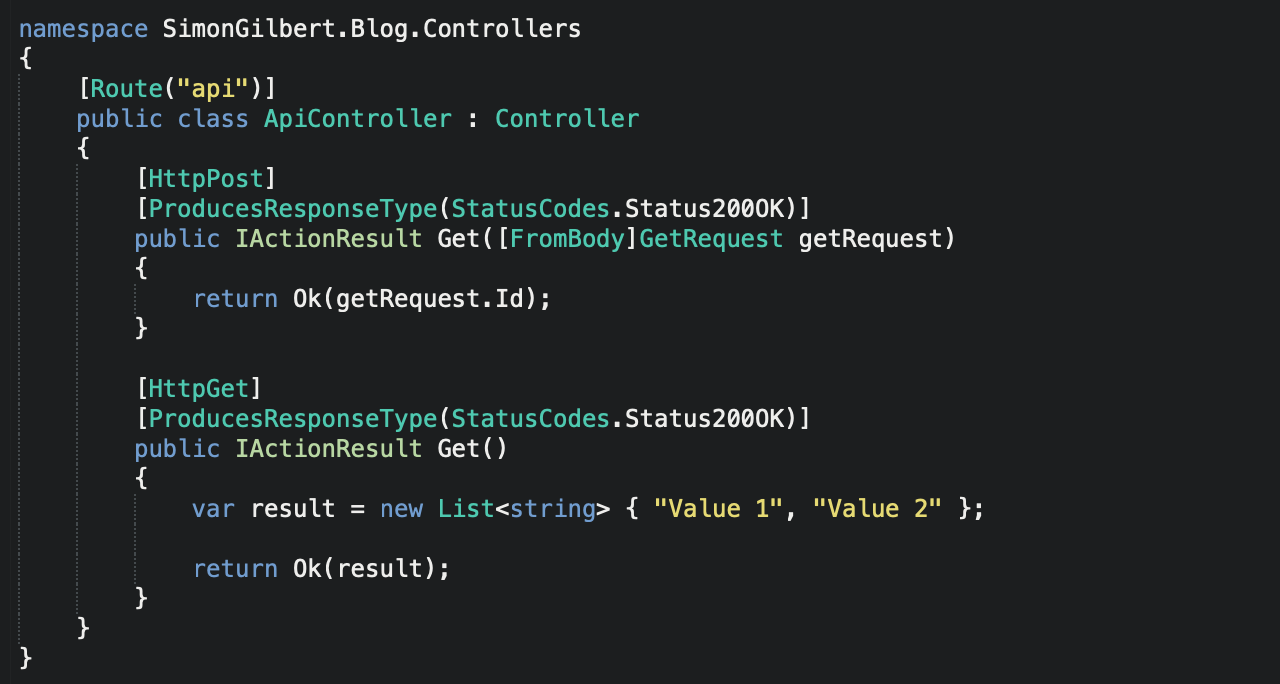 namespace SimonGilbert.Blog.Controllers
{
    [Route("api")]
    public class ApiController : Controller
    {
        [HttpPost]
        [ProducesResponseType(StatusCodes.Status200OK)]
        public IActionResult Get([FromBody]GetRequest getRequest)
        {
            return Ok(getRequest.Id);
        }

        [HttpGet]
        [ProducesResponseType(StatusCodes.Status200OK)]
        public IActionResult Get()
        {
            var result = new List<string> { "Value 1", "Value 2" };

            return Ok(result);
        }
    }
}